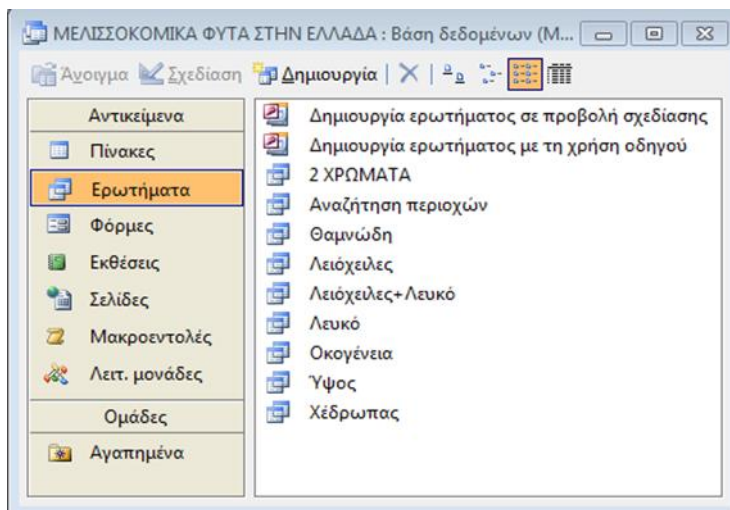 ΜΕΛΙΣΣΟΚΟΜΙΚΑ ΦΥΤΑ ΣΤΗΝ ΕΛΛΑΔΑ : Βάση δεδομένων (Μ...
Άνοιγμα Σχεδίαση Δημιουργία
Αντικείμενα
Πίνακες
Ερωτήματα
Φόρμες
Εκθέσεις
Σελίδες
Μακροεντολές
Λειτ. μονάδες
Ομάδες
Αγαπημένα
Δημιουργία ερωτήματος σε προβολή σχεδίασης
Δημιουργία ερωτήματος με τη χρήση οδηγού
2 ΧΡΩΜΑΤΑ
Αναζήτηση περιοχών
Θαμνώδη
Λειόχειλες
Λειόχειλες+Λευκό
Λευκό
Οκογένεια
Ύψος
Χέδρωπας